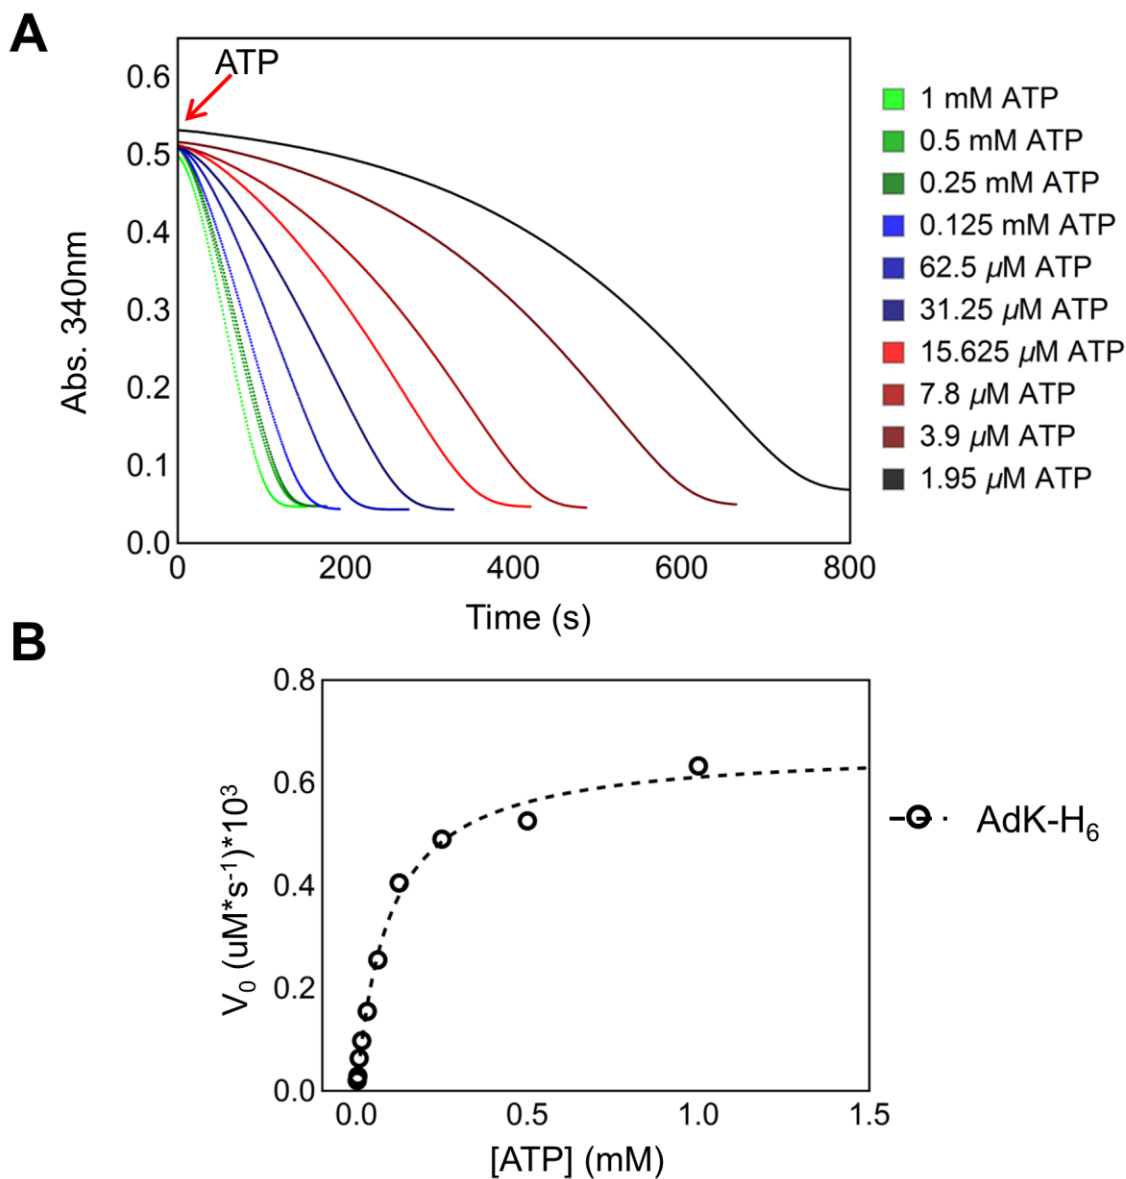 A
ATP
0.6
0.5
0.4
0.3
0.2
0.1
0.0
Abs. 340nm
0 200 400 600 800
Time (s)
1 mM ATP
0.5 mM ATP
0.25 mM ATP
0.125 mM ATP
62.5 µM ATP
31.25 µM ATP
15.625 µM ATP
7.8 µM ATP
3.9 µM ATP
1.95 µM ATP
B
0.8
0.6
0.4
0.2
0.0
V₀ (uM*s⁻¹)*10³
0.0 0.5 1.0 1.5
[ATP] (mM)
AdK-H₆